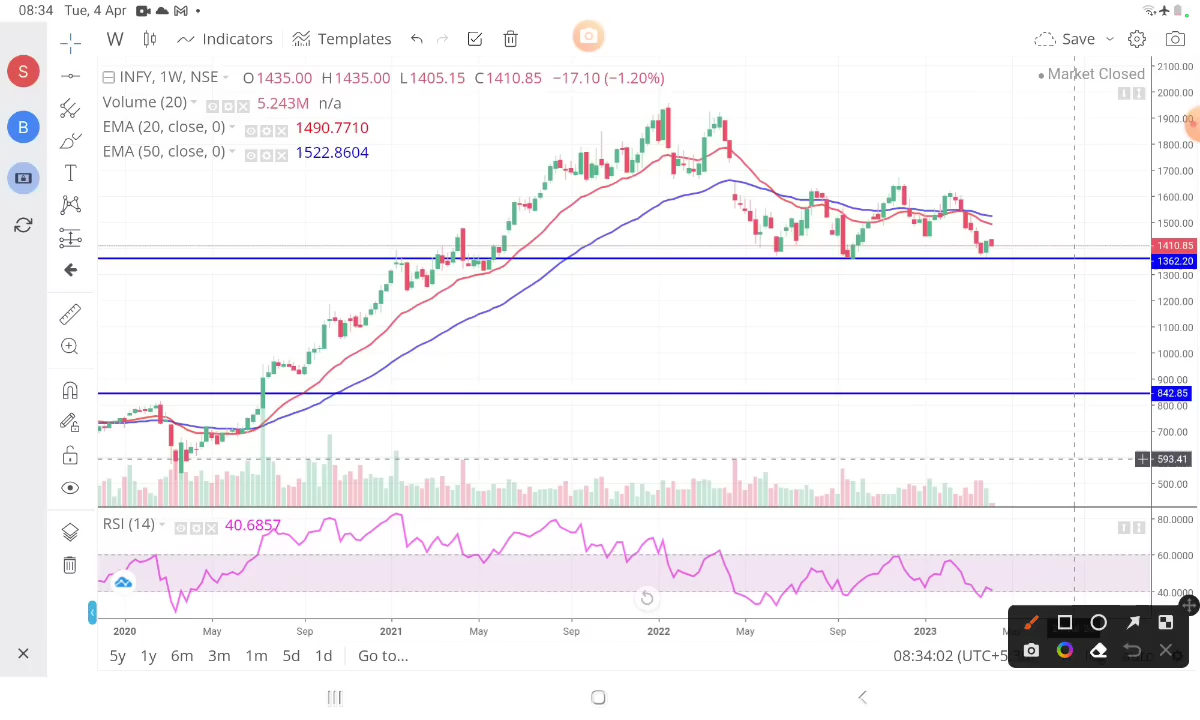 08:34 Tue, 4 Apr
W Indicators Templates Save
S
B
T
INFY, 1W, NSE O1435.00 H1435.00 L1405.15 C1410.85 −17.10 (−1.20%)
Market Closed
Volume (20) 5.243M n/a
EMA (20, close, 0) 1490.7710
EMA (50, close, 0) 1522.8604
2100.00
2000.00
1900.00
1800.00
1700.00
1600.00
1500.00
1410.85
1362.20
1300.00
1200.00
1100.00
1000.00
900.00
842.85
800.00
700.00
593.41
500.00
RSI (14) 40.6857
80.0000
60.0000
40.0000
2020 May Sep 2021 May Sep 2022 May Sep 2023
5y 1y 6m 3m 1m 5d 1d Go to... 08:34:02 (UTC+5